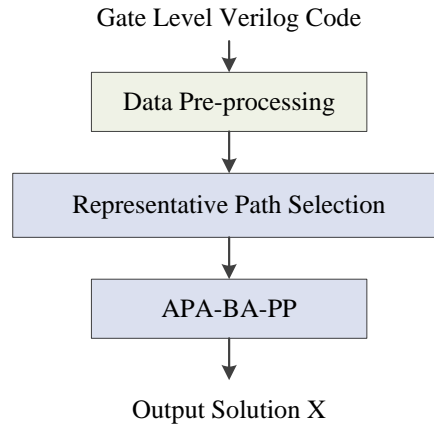 Gate Level Verilog Code
Data Pre-processing
Representative Path Selection
APA-BA-PP
Output Solution X